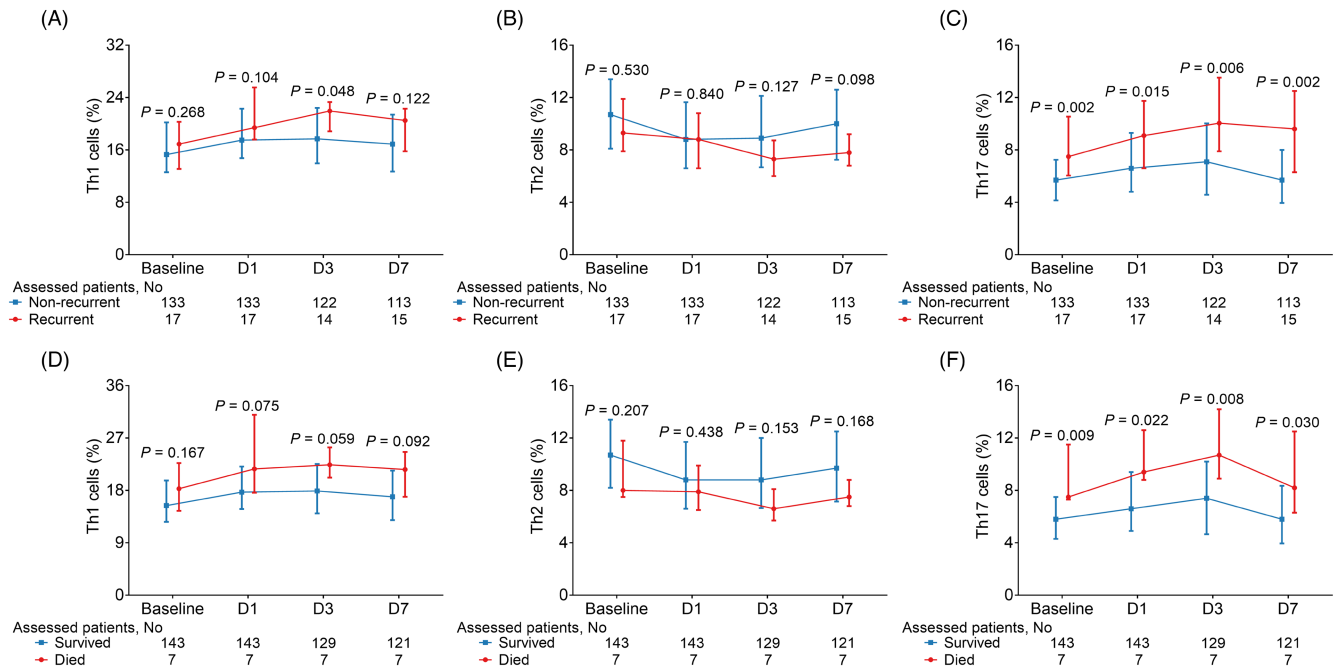 (A)
Th1 cells (%)
32
24
16
8
0
P = 0.268
P = 0.104
P = 0.048
P = 0.122
Baseline D1 D3 D7
Assessed patients, No
Non-recurrent 133 133 122 113
Recurrent 17 17 14 15
(B)
Th2 cells (%)
16
12
8
4
0
P = 0.530
P = 0.840
P = 0.127
P = 0.098
Baseline D1 D3 D7
Assessed patients, No
Non-recurrent 133 133 122 113
Recurrent 17 17 14 15
(C)
Th17 cells (%)
16
12
8
4
0
P = 0.002
P = 0.015
P = 0.006
P = 0.002
Baseline D1 D3 D7
Assessed patients, No
Non-recurrent 133 133 122 113
Recurrent 17 17 14 15
(D)
Th1 cells (%)
36
27
18
9
0
P = 0.167
P = 0.075
P = 0.059
P = 0.092
Baseline D1 D3 D7
Assessed patients, No
Survived 143 143 129 121
Died 7 7 7 7
(E)
Th2 cells (%)
16
12
8
4
0
P = 0.207
P = 0.438
P = 0.153
P = 0.168
Baseline D1 D3 D7
Assessed patients, No
Survived 143 143 129 121
Died 7 7 7 7
(F)
Th17 cells (%)
16
12
8
4
0
P = 0.009
P = 0.022
P = 0.008
P = 0.030
Baseline D1 D3 D7
Assessed patients, No
Survived 143 143 129 121
Died 7 7 7 7